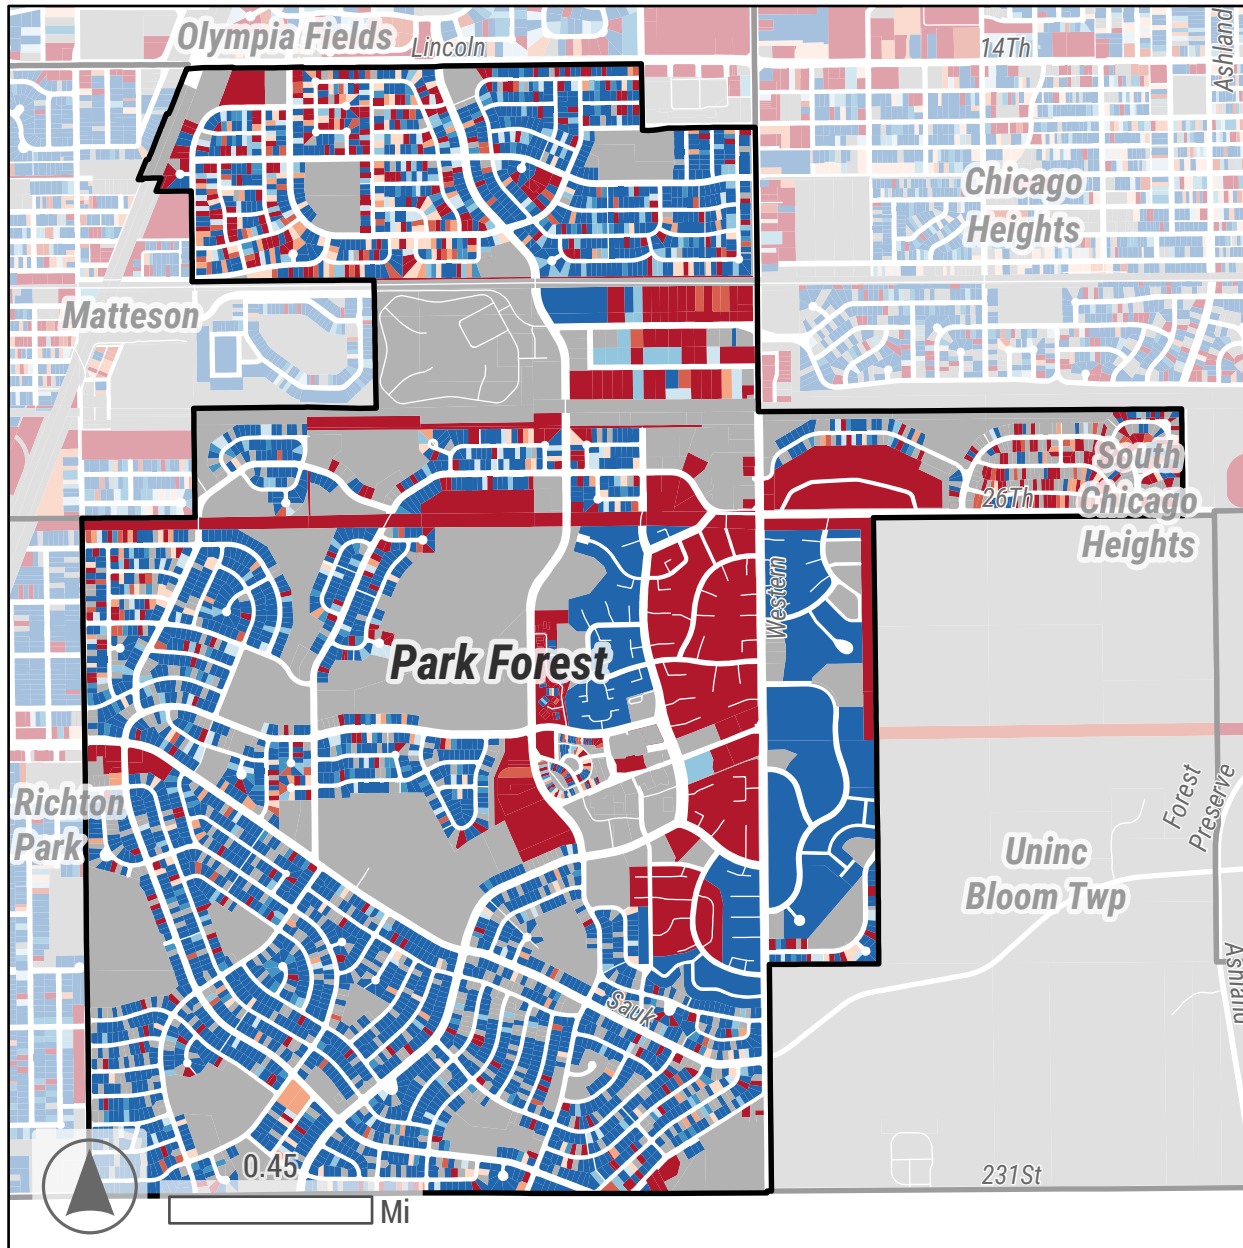 Olympia Fields
Lincoln
14Th
Ashland
Chicago
Heights
Matteson
South
Chicago
Heights
26Th
Western
Park Forest
Richton
Park
Forest
Preserve
Uninc
Bloom Twp
Ashland
Sauk
231St
0.45
Mi